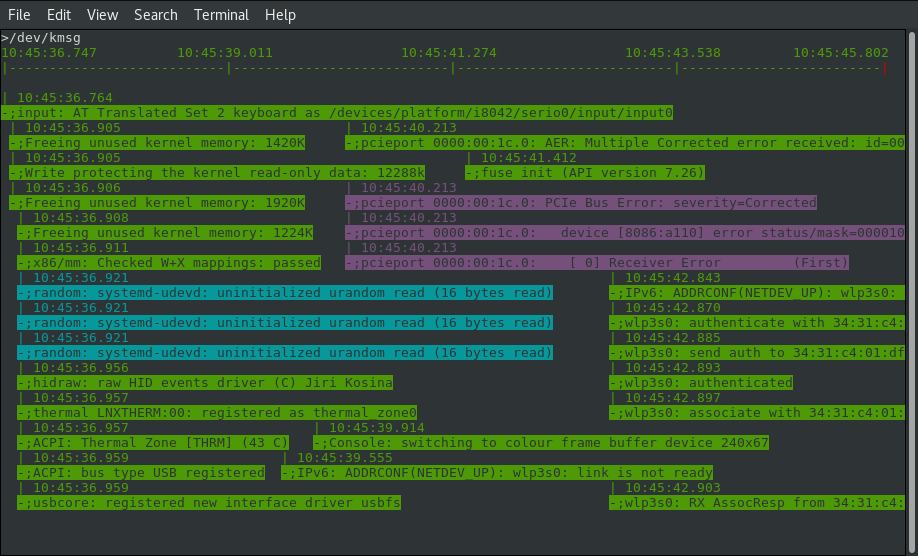 File Edit View Search Terminal Help
>/dev/kmsg
10:45:36.747 10:45:39.011 10:45:41.274 10:45:43.538 10:45:45.802
|---------------------------|---------------------------|---------------------------|-------------------------|
| 10:45:36.764
-;input: AT Translated Set 2 keyboard as /devices/platform/i8042/serio0/input/input0
| 10:45:36.905 | 10:45:40.213
-;Freeing unused kernel memory: 1420K -;pcieport 0000:00:1c.0: AER: Multiple Corrected error received: id=00
| 10:45:36.905 | 10:45:41.412
-;Write protecting the kernel read-only data: 12288k -;fuse init (API version 7.26)
| 10:45:36.906 | 10:45:40.213
-;Freeing unused kernel memory: 1920K -;pcieport 0000:00:1c.0: PCIe Bus Error: severity=Corrected
| 10:45:36.908 | 10:45:40.213
-;Freeing unused kernel memory: 1224K -;pcieport 0000:00:1c.0: device [8086:a110] error status/mask=000010
| 10:45:36.911 | 10:45:40.213
-;x86/mm: Checked W+X mappings: passed -;pcieport 0000:00:1c.0: [ 0] Receiver Error (First)
| 10:45:36.921 | 10:45:42.843
-;random: systemd-udevd: uninitialized urandom read (16 bytes read) -;IPv6: ADDRCONF(NETDEV_UP): wlp3s0:
| 10:45:36.921 | 10:45:42.870
-;random: systemd-udevd: uninitialized urandom read (16 bytes read) -;wlp3s0: authenticate with 34:31:c4:
| 10:45:36.921 | 10:45:42.885
-;random: systemd-udevd: uninitialized urandom read (16 bytes read) -;wlp3s0: send auth to 34:31:c4:01:df
| 10:45:36.956 | 10:45:42.893
-;hidraw: raw HID events driver (C) Jiri Kosina -;wlp3s0: authenticated
| 10:45:36.957 | 10:45:42.897
-;thermal LNXTHERM:00: registered as thermal_zone0 -;wlp3s0: associate with 34:31:c4:01:
| 10:45:36.957 | 10:45:39.914
-;ACPI: Thermal Zone [THRM] (43 C) -;Console: switching to colour frame buffer device 240x67
| 10:45:36.959 | 10:45:39.555
-;ACPI: bus type USB registered -;IPv6: ADDRCONF(NETDEV_UP): wlp3s0: link is not ready
| 10:45:36.959 | 10:45:42.903
-;usbcore: registered new interface driver usbfs -;wlp3s0: RX AssocResp from 34:31:c4: